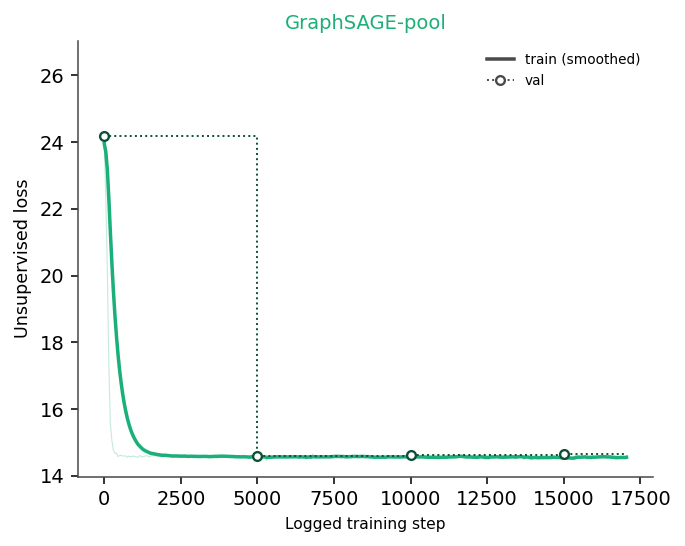 GraphSAGE-pool
train (smoothed)
val
Unsupervised loss
26
24
22
20
18
16
14
0 2500 5000 7500 10000 12500 15000 17500
Logged training step